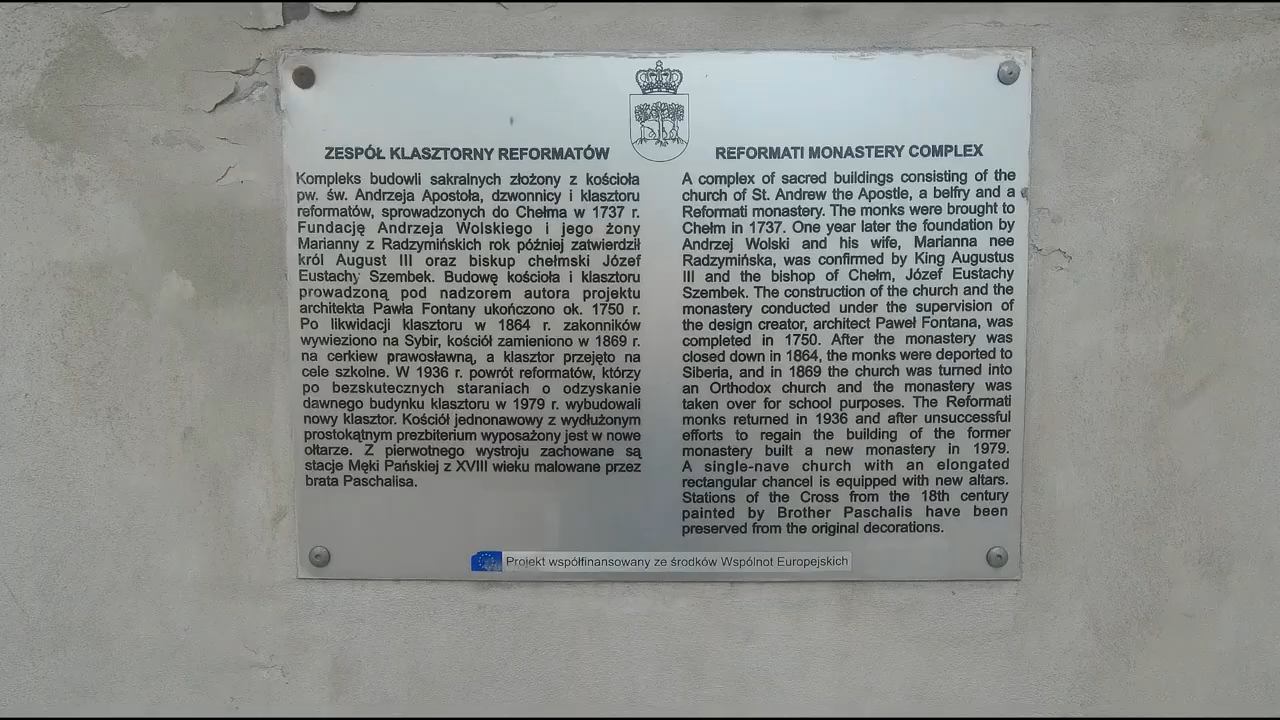 ZESPÓŁ KLASZTORNY REFORMATÓW
Kompleks budowli sakralnych złożony z kościoła
pw. św. Andrzeja Apostoła, dzwonnicy i klasztoru
reformatów, sprowadzonych do Chełma w 1737 r.
Fundację Andrzeja Wolskiego i jego żony
Marianny z Radzymińskich rok później zatwierdził
król August III oraz biskup chełmski Józef
Eustachy Szembek. Budowę kościoła i klasztoru
prowadzoną pod nadzorem autora projektu
architekta Pawła Fontany ukończono ok. 1750 r.
Po likwidacji klasztoru w 1864 r. zakonników
wywieziono na Sybir, kościół zamieniono w 1869 r.
na cerkiew prawosławną, a klasztor przejęto na
cele szkolne. W 1936 r. powrót reformatów, którzy
po bezskutecznych staraniach o odzyskanie
dawnego budynku klasztoru w 1979 r. wybudowali
nowy klasztor. Kościół jednonawowy z wydłużonym
prostokątnym prezbiterium wyposażony jest w nowe
ołtarze. Z pierwotnego wystroju zachowane są
stacje Męki Pańskiej z XVIII wieku malowane przez
brata Paschalisa.
REFORMATI MONASTERY COMPLEX
A complex of sacred buildings consisting of the
church of St. Andrew the Apostle, a belfry and a
Reformati monastery. The monks were brought to
Chełm in 1737. One year later the foundation by
Andrzej Wolski and his wife, Marianna nee
Radzymińska, was confirmed by King Augustus
III and the bishop of Chełm, Józef Eustachy
Szembek. The construction of the church and the
monastery conducted under the supervision of
the design creator, architect Paweł Fontana, was
completed in 1750. After the monastery was
closed down in 1864, the monks were deported to
Siberia, and in 1869 the church was turned into
an Orthodox church and the monastery was
taken over for school purposes. The Reformati
monks returned in 1936 and after unsuccessful
efforts to regain the building of the former
monastery built a new monastery in 1979.
A single-nave church with an elongated
rectangular chancel is equipped with new altars.
Stations of the Cross from the 18th century
painted by Brother Paschalis have been
preserved from the original decorations.
Projekt współfinansowany ze środków Wspólnot Europejskich